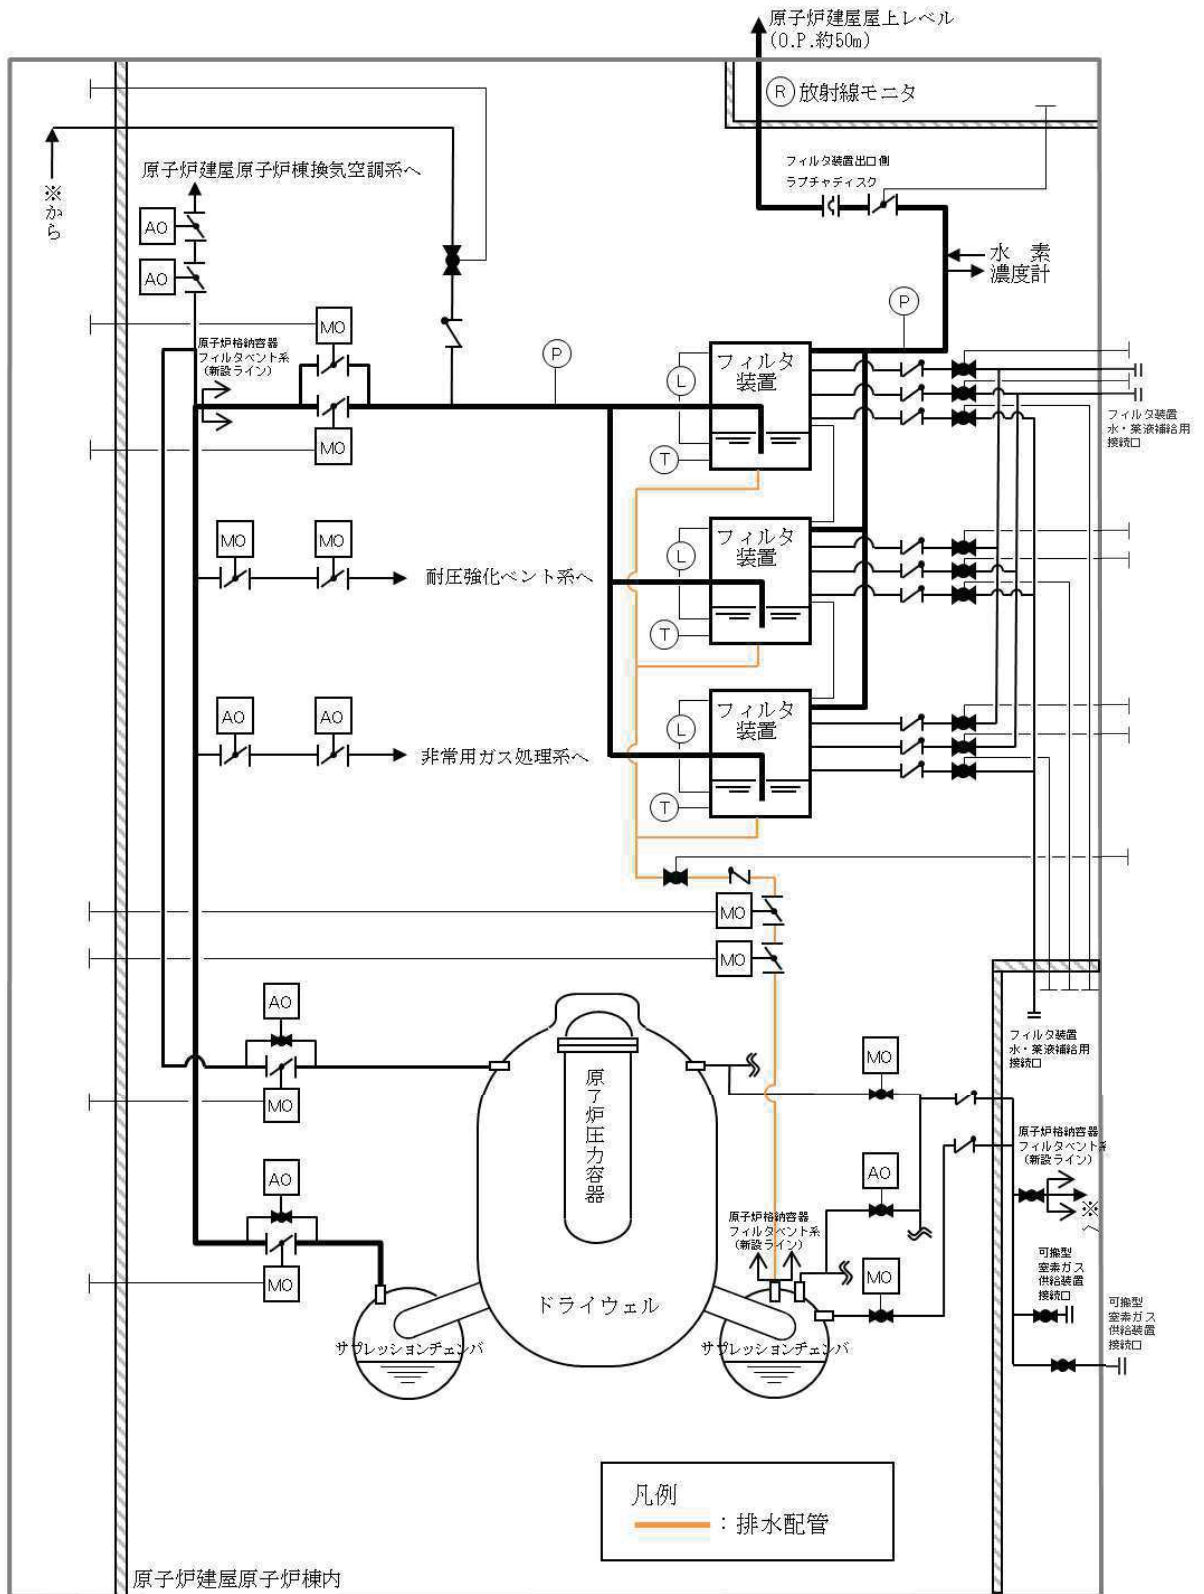 原子炉建屋屋上レベル
(O.P.約50m)
R 放射線モニタ
フィルタ装置出口側
ラプチャディスク
原子炉建屋原子炉棟換気空調系へ
※から
AO
AO
水 素
濃度計
P
P
MO
原子炉格納容器
フィルタベント系
(新設ライン)
MO
フィルタ
装置
L
T
フィルタ装置
水・薬液補給用
接続口
MO
MO
耐圧強化ベント系へ
フィルタ
装置
L
T
AO
AO
非常用ガス処理系へ
フィルタ
装置
L
T
MO
MO
AO
MO
原子炉圧力容器
MO
フィルタ装置
水・薬液補給用
接続口
原子炉格納容器
フィルタベント系
(新設ライン)
※へ
AO
MO
AO
原子炉格納容器
フィルタベント系
(新設ライン)
MO
可搬型
窒素ガス
供給装置
接続口
可搬型
窒素ガス
供給装置
接続口
ドライウェル
サプレッションチェンバ
サプレッションチェンバ
凡例
：排水配管
原子炉建屋原子炉棟内